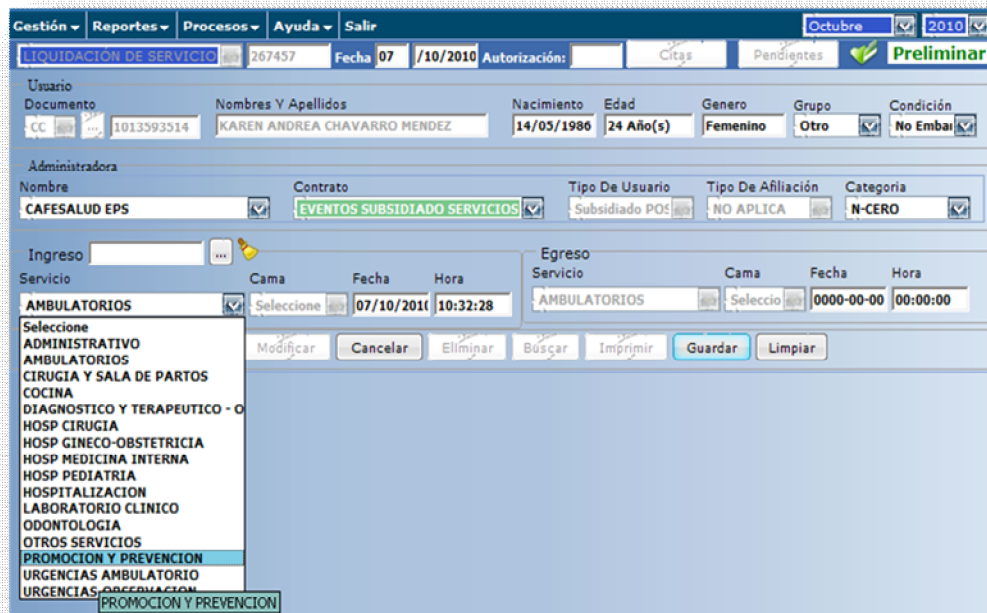 Gestión Reportes Procesos Ayuda Salir Octubre 2010
LIQUIDACIÓN DE SERVICIO 267457 Fecha 07 /10/2010 Autorización: Citas Pendientes Preliminar
Usuario
Documento Nombres Y Apellidos Nacimiento Edad Genero Grupo Condición
CC ... 1013593514 KAREN ANDREA CHAVARRO MENDEZ 14/05/1986 24 Año(s) Femenino Otro No Embar
Administradora
Nombre Contrato Tipo De Usuario Tipo De Afiliación Categoria
CAFESALUD EPS EVENTOS SUBSIDIADO SERVICIOS Subsidiado POS NO APLICA N-CERO
Ingreso ... Egreso
Servicio Cama Fecha Hora Servicio Cama Fecha Hora
AMBULATORIOS Seleccione 07/10/2010 10:32:28 AMBULATORIOS Seleccio 0000-00-00 00:00:00
Modificar Cancelar Eliminar Buscar Imprimir Guardar Limpiar
Seleccione
ADMINISTRATIVO
AMBULATORIOS
CIRUGIA Y SALA DE PARTOS
COCINA
DIAGNOSTICO Y TERAPEUTICO - O
HOSP CIRUGIA
HOSP GINECO-OBSTETRICIA
HOSP MEDICINA INTERNA
HOSP PEDIATRIA
HOSPITALIZACION
LABORATORIO CLINICO
ODONTOLOGIA
OTROS SERVICIOS
PROMOCION Y PREVENCION
URGENCIAS AMBULATORIO
URGENCIAS OBSERVACION
PROMOCION Y PREVENCION